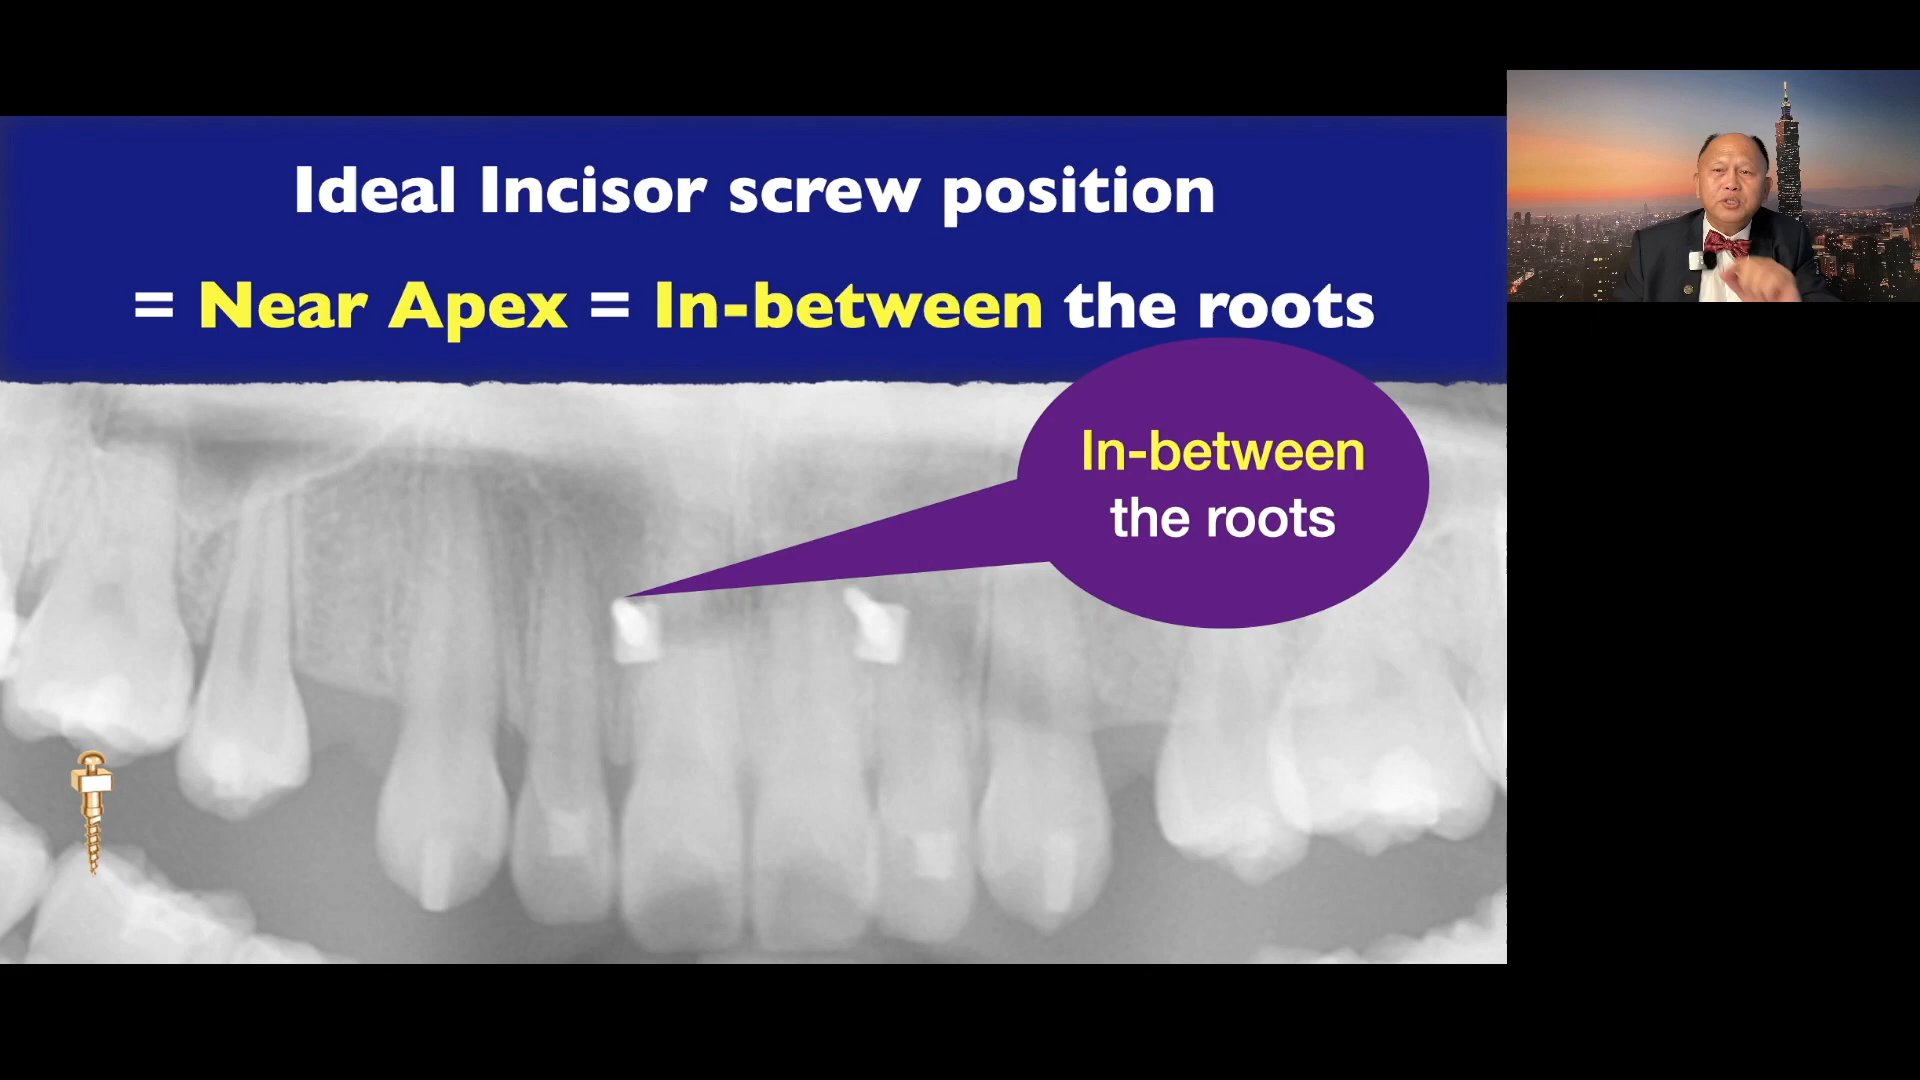 Ideal Incisor screw position
= Near Apex = In-between the roots
In-between
the roots